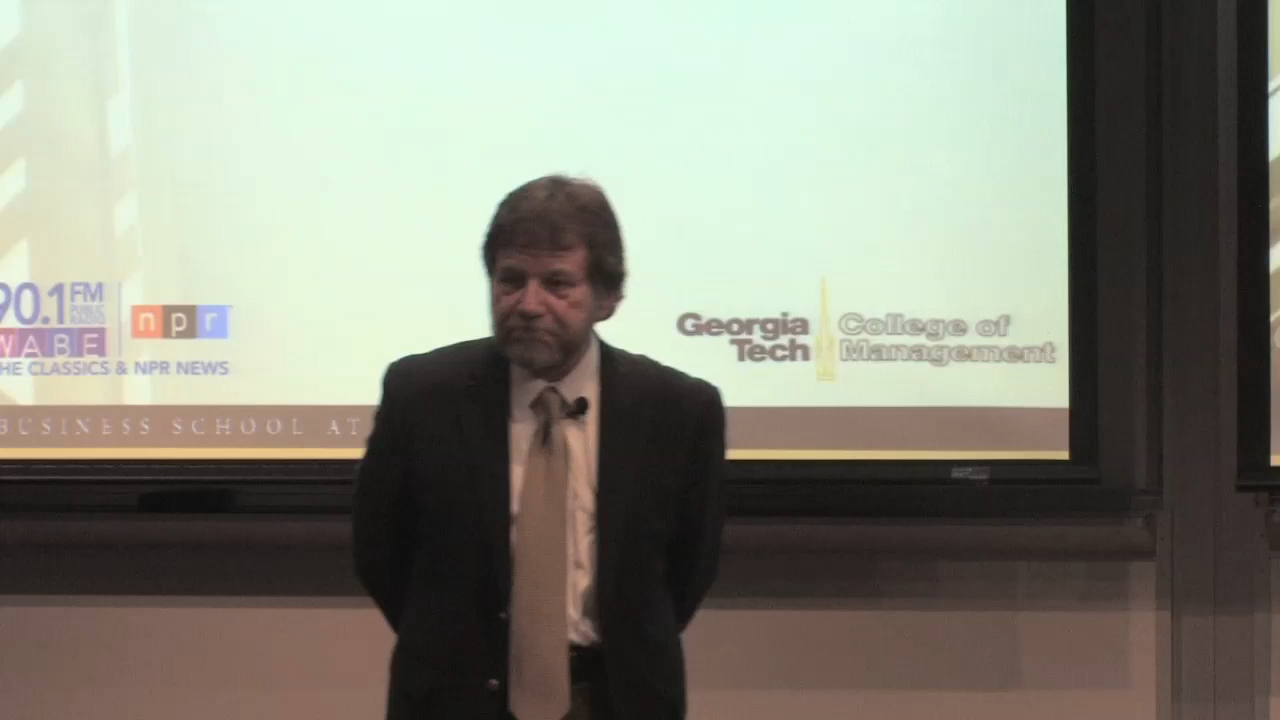 90.1 FM
WABE
THE CLASSICS & NPR NEWS
npr
Georgia
Tech
College of
Management
BUSINESS SCHOOL AT